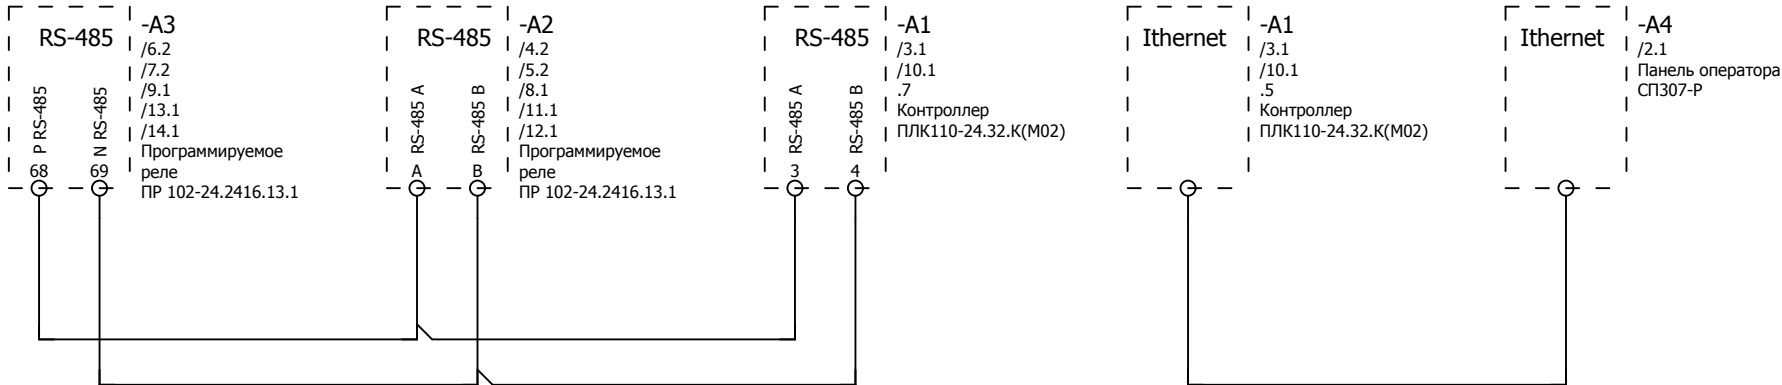 RS-485
-A3
/6.2
/7.2
/9.1
/13.1
/14.1
Программируемое
реле
ПР 102-24.2416.13.1
P RS-485
N RS-485
68
69
RS-485
-A2
/4.2
/5.2
/8.1
/11.1
/12.1
Программируемое
реле
ПР 102-24.2416.13.1
RS-485 A
RS-485 B
A
B
RS-485
-A1
/3.1
/10.1
.7
Контроллер
ПЛК110-24.32.К(М02)
RS-485 A
RS-485 B
3
4
Ithernet
-A1
/3.1
/10.1
.5
Контроллер
ПЛК110-24.32.К(М02)
Ithernet
-A4
/2.1
Панель оператора
СП307-Р